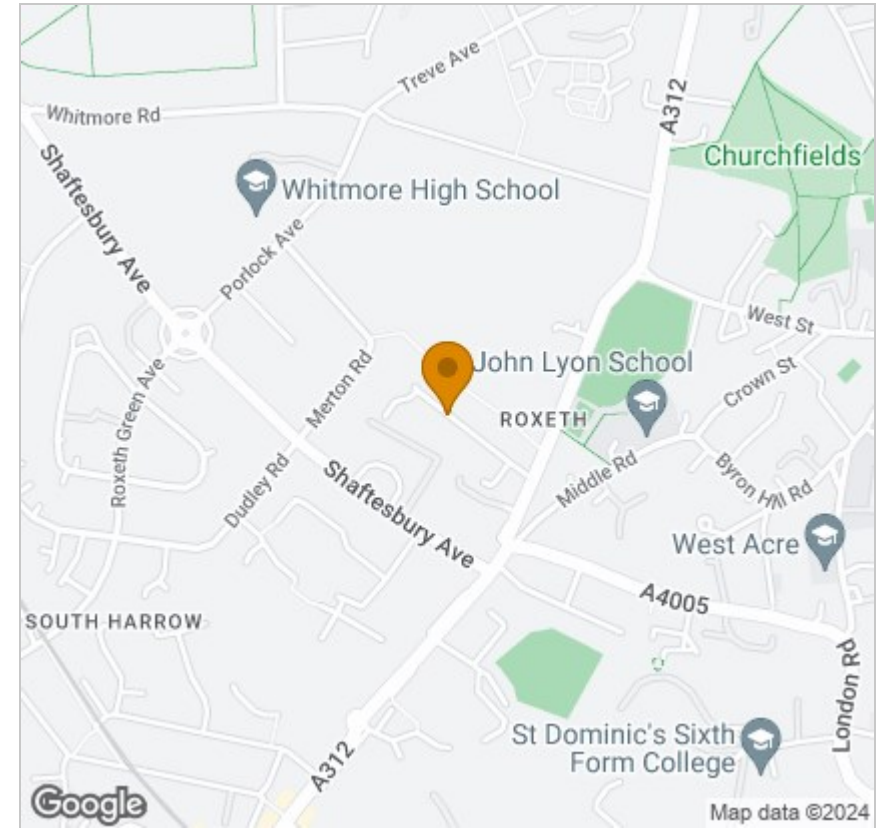 Treve Ave
A312
Whitmore Rd
Churchfields
Shaftesbury Ave
Whitmore High School
Porlock Ave
West St
John Lyon School
Merton Rd
Crown St
ROXETH
Roxeth Green Ave
Middle Rd
Byron Hill Rd
Dudley Rd
Shaftesbury Ave
West Acre
A4005
SOUTH HARROW
London Rd
St Dominic's Sixth
Form College
A312
Google
Map data ©2024